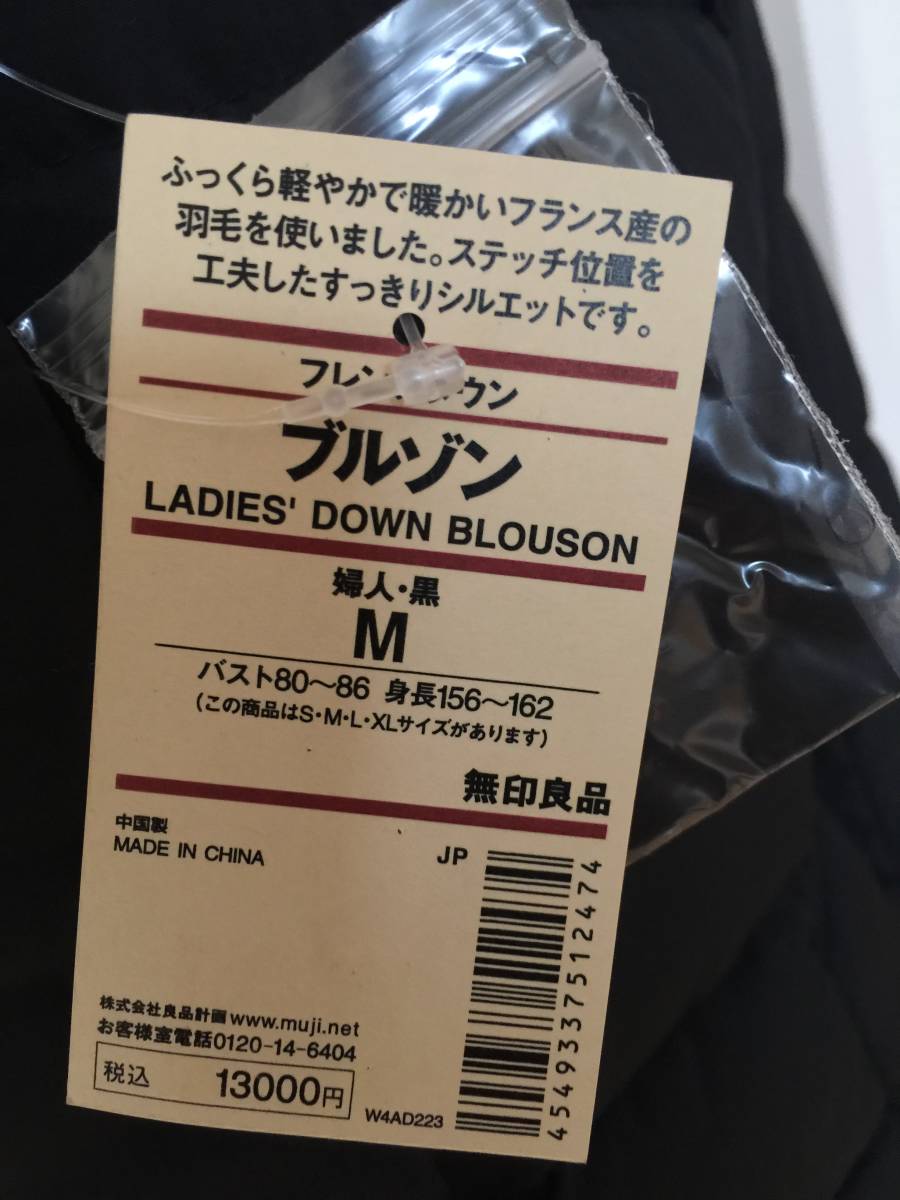 ふっくら軽やかで暖かいフランス産の
羽毛を使いました。ステッチ位置を
工夫したすっきりシルエットです。
ブルゾン
LADIES' DOWN BLOUSON
婦人・黒
M
バスト80〜86 身長156〜162
(この商品はS・M・L・XLサイズがあります)
無印良品
中国製
MADE IN CHINA
JP
4549337512474
株式会社良品計画 www.muji.net
お客様室電話0120-14-6404
税込 13000円
W4AD223